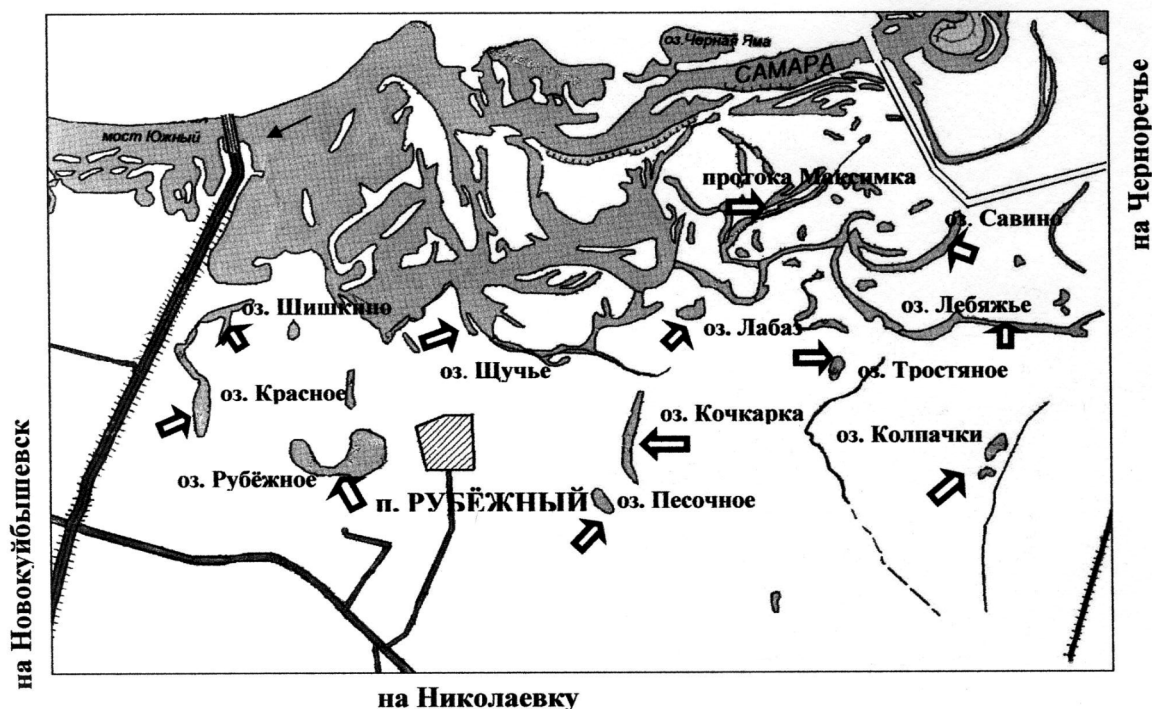 оз.Черная Яма
САМАРА
мост Южный
протока Максимка
оз. Савино
на Черноречье
оз. Шишкино
оз. Лебяжье
оз. Лабаз
оз. Щучье
оз. Тростяное
оз. Красное
оз. Кочкарка
оз. Колпачки
оз. Рубёжное
п. РУБЁЖНЫЙ
оз. Песочное
на Новокуйбышевск
на Николаевку